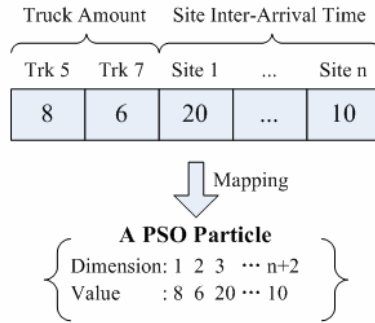 Truck Amount Site Inter-Arrival Time
Trk 5 Trk 7 Site 1 ... Site n
8 6 20 ... 10
Mapping
A PSO Particle
Dimension: 1 2 3 ··· n+2
Value : 8 6 20 ··· 10